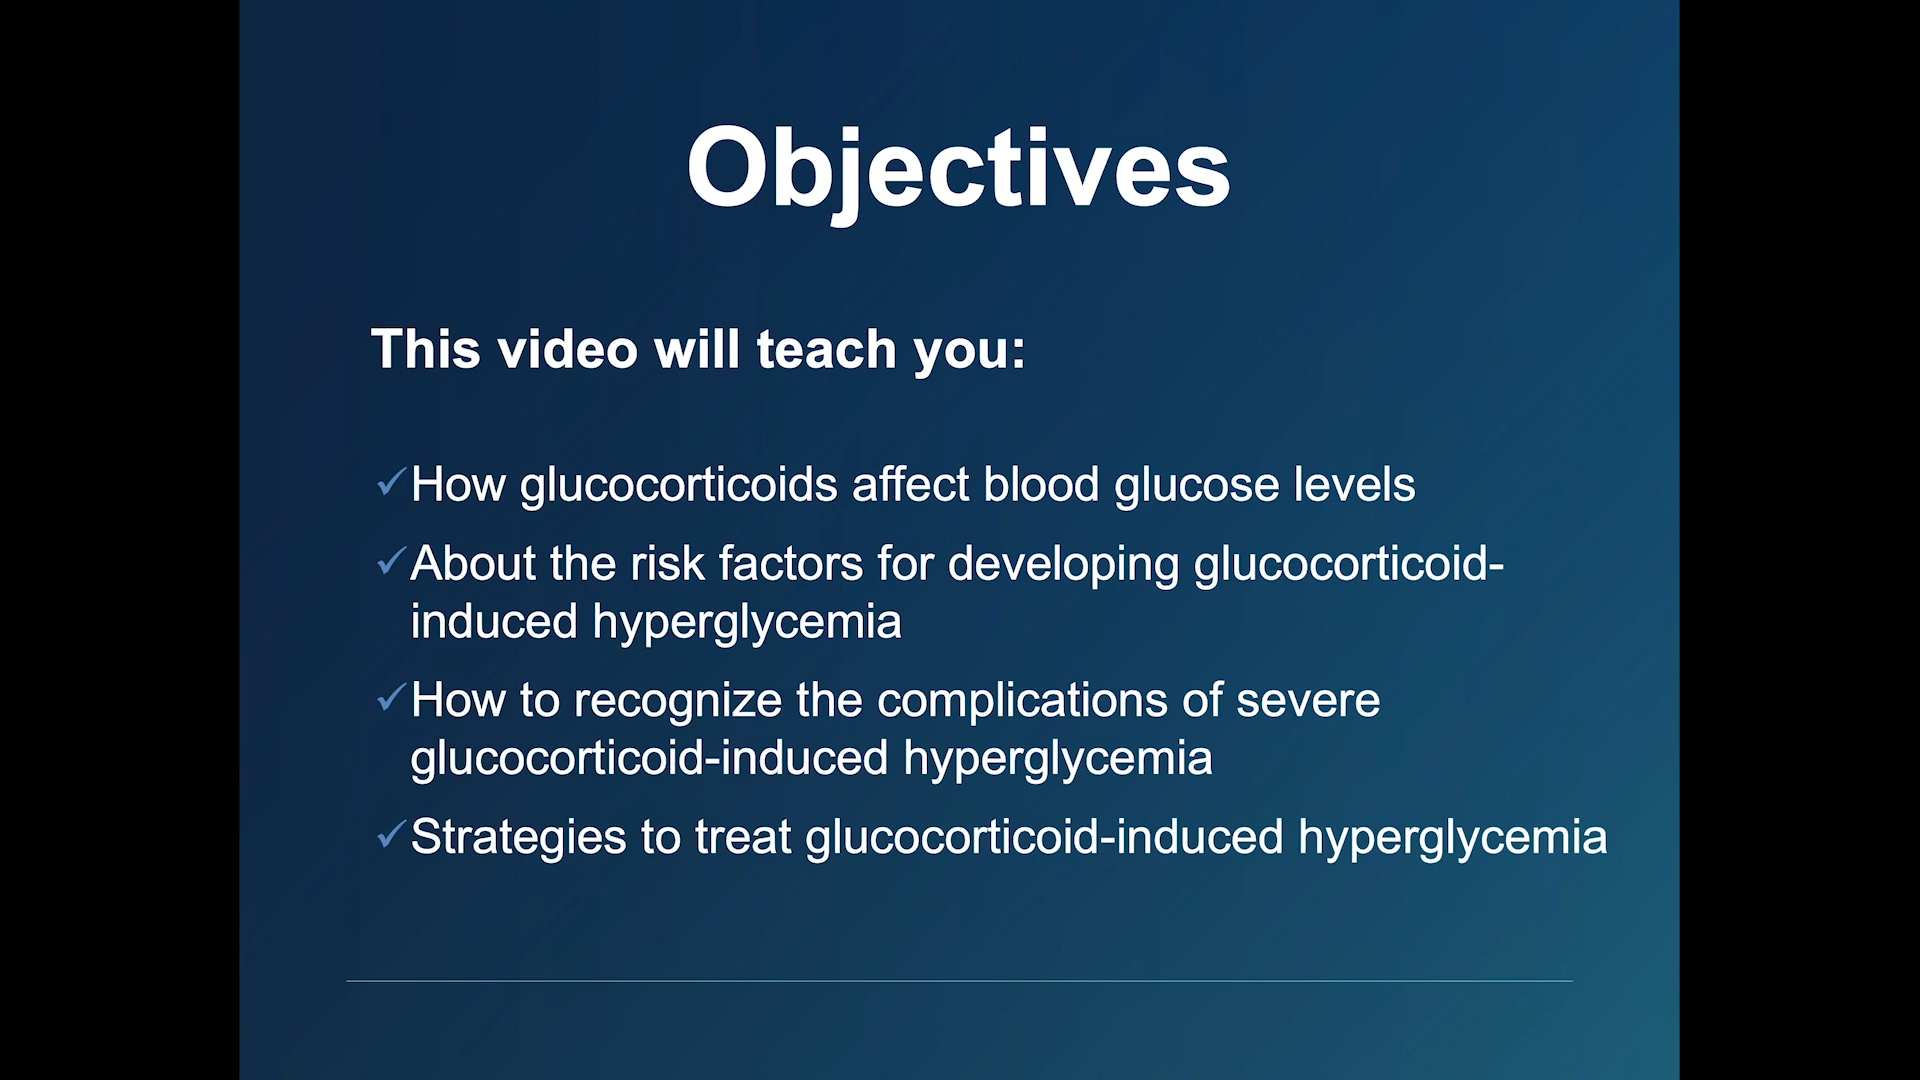 Objectives
This video will teach you:
✓How glucocorticoids affect blood glucose levels
✓About the risk factors for developing glucocorticoid-
induced hyperglycemia
✓How to recognize the complications of severe
glucocorticoid-induced hyperglycemia
✓Strategies to treat glucocorticoid-induced hyperglycemia